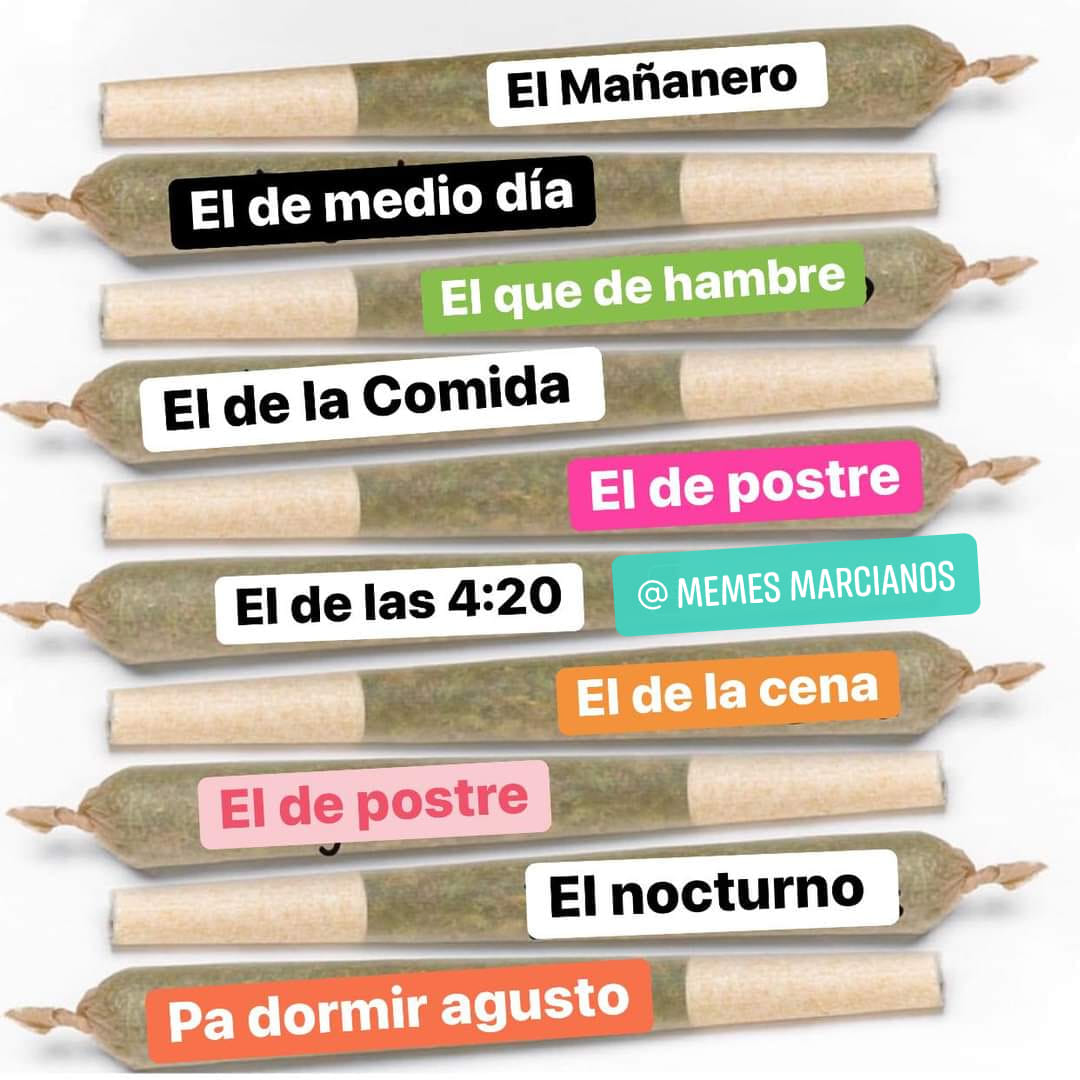 El Mañanero
El de medio día
El que de hambre
El de la Comida
El de postre
El de las 4:20
@ MEMES MARCIANOS
El de la cena
El de postre
El nocturno
Pa dormir agusto